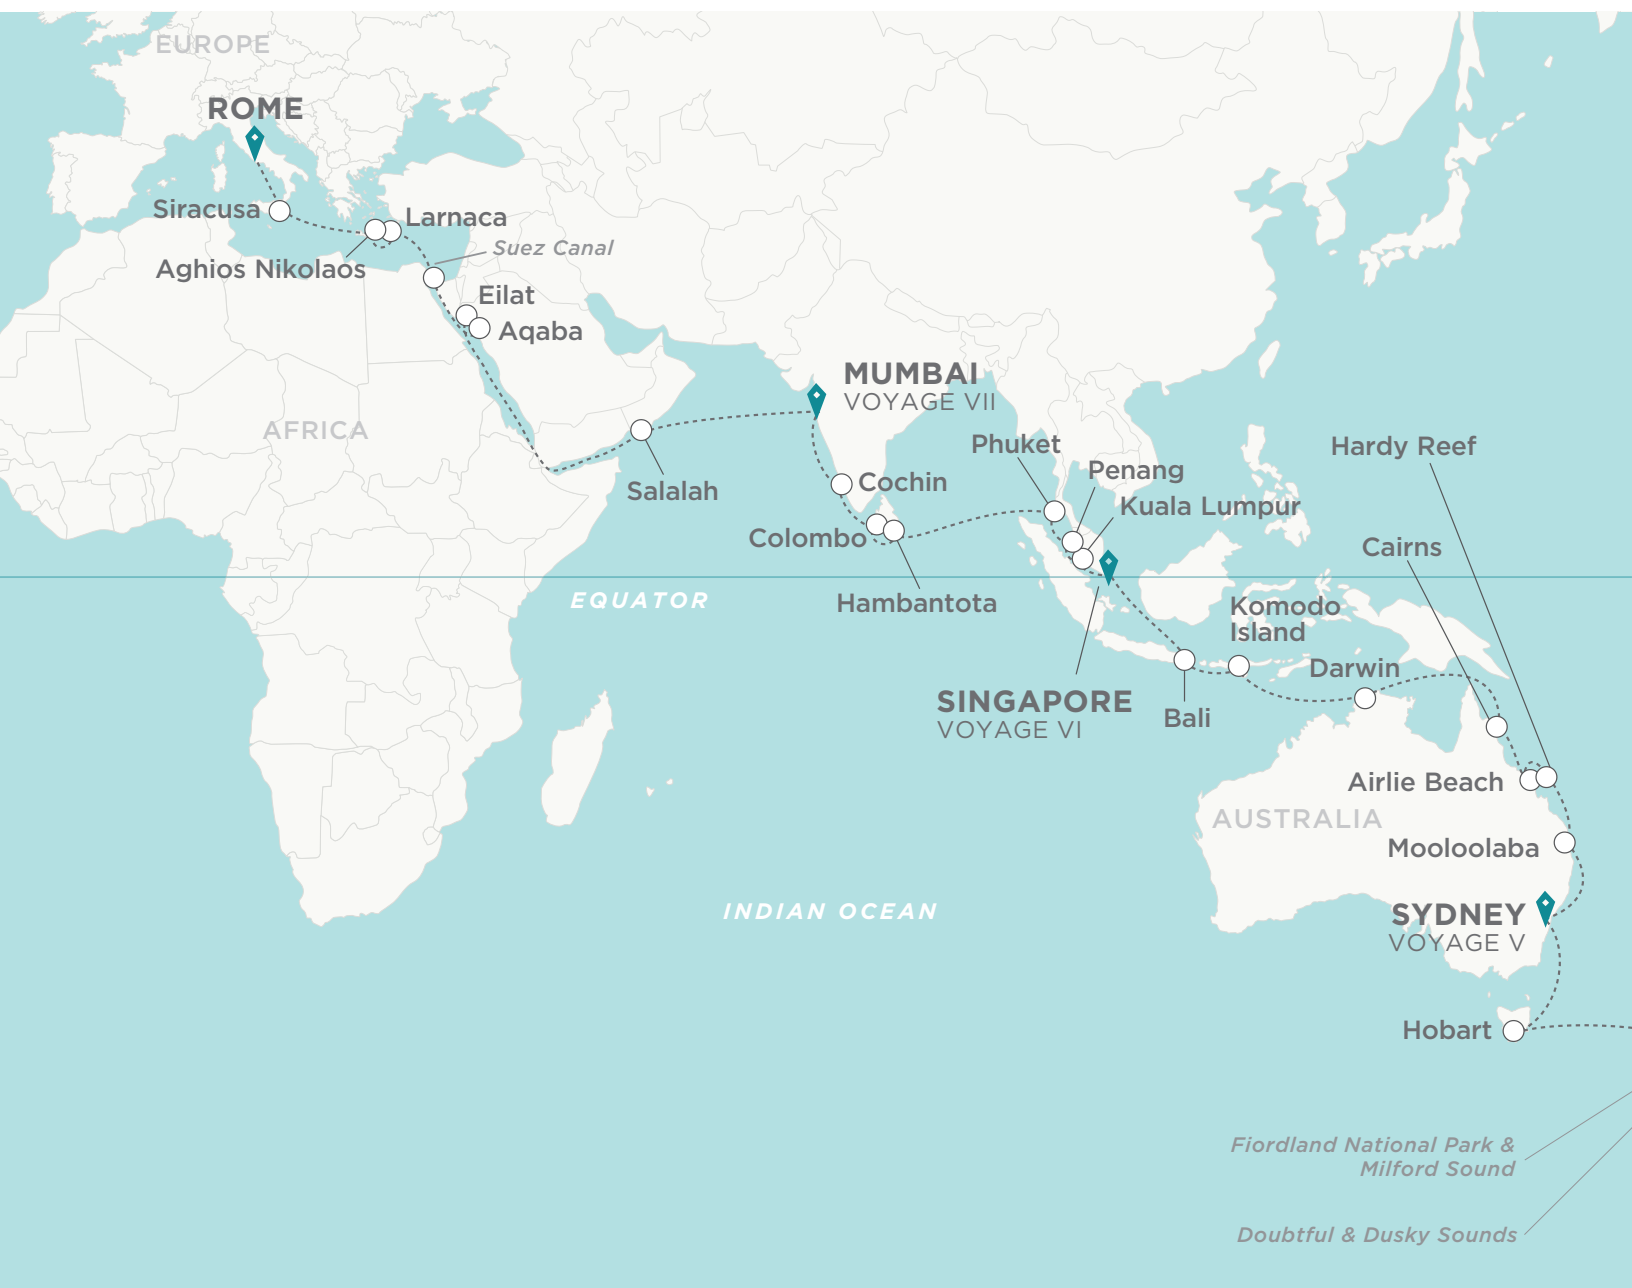 EUROPE
ROME
Siracusa
Larnaca
Suez Canal
Aghios Nikolaos
Eilat
Aqaba
MUMBAI
VOYAGE VII
AFRICA
Phuket
Hardy Reef
Penang
Salalah
Cochin
Kuala Lumpur
Colombo
Cairns
EQUATOR
Hambantota
Komodo
Island
Darwin
SINGAPORE
VOYAGE VI
Bali
Airlie Beach
AUSTRALIA
Mooloolaba
INDIAN OCEAN
SYDNEY
VOYAGE V
Hobart
Fiordland National Park &
Milford Sound
Doubtful & Dusky Sounds